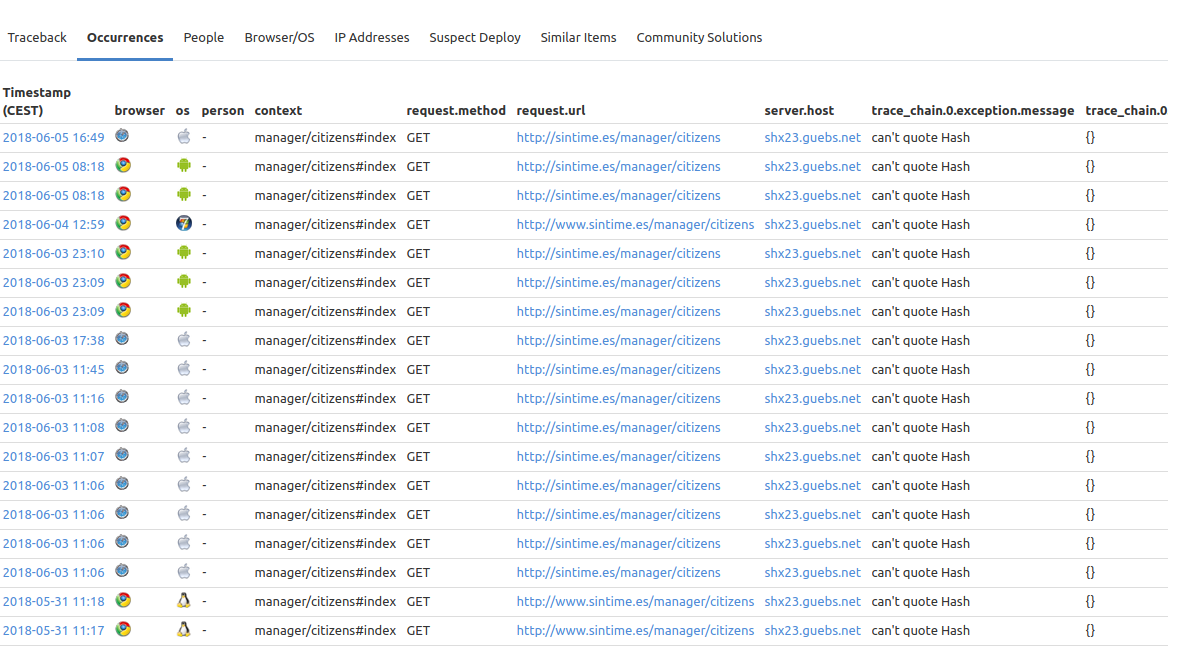 Traceback Occurrences People Browser/OS IP Addresses Suspect Deploy Similar Items Community Solutions
Timestamp
(CEST) browser os person context request.method request.url server.host trace_chain.0.exception.message trace_chain.0
2018-06-05 16:49 - manager/citizens#index GET http://sintime.es/manager/citizens shx23.guebs.net can't quote Hash {}
2018-06-05 08:18 - manager/citizens#index GET http://sintime.es/manager/citizens shx23.guebs.net can't quote Hash {}
2018-06-05 08:18 - manager/citizens#index GET http://sintime.es/manager/citizens shx23.guebs.net can't quote Hash {}
2018-06-04 12:59 - manager/citizens#index GET http://www.sintime.es/manager/citizens shx23.guebs.net can't quote Hash {}
2018-06-03 23:10 - manager/citizens#index GET http://sintime.es/manager/citizens shx23.guebs.net can't quote Hash {}
2018-06-03 23:09 - manager/citizens#index GET http://sintime.es/manager/citizens shx23.guebs.net can't quote Hash {}
2018-06-03 23:09 - manager/citizens#index GET http://sintime.es/manager/citizens shx23.guebs.net can't quote Hash {}
2018-06-03 17:38 - manager/citizens#index GET http://sintime.es/manager/citizens shx23.guebs.net can't quote Hash {}
2018-06-03 11:45 - manager/citizens#index GET http://sintime.es/manager/citizens shx23.guebs.net can't quote Hash {}
2018-06-03 11:16 - manager/citizens#index GET http://sintime.es/manager/citizens shx23.guebs.net can't quote Hash {}
2018-06-03 11:08 - manager/citizens#index GET http://sintime.es/manager/citizens shx23.guebs.net can't quote Hash {}
2018-06-03 11:07 - manager/citizens#index GET http://sintime.es/manager/citizens shx23.guebs.net can't quote Hash {}
2018-06-03 11:06 - manager/citizens#index GET http://sintime.es/manager/citizens shx23.guebs.net can't quote Hash {}
2018-06-03 11:06 - manager/citizens#index GET http://sintime.es/manager/citizens shx23.guebs.net can't quote Hash {}
2018-06-03 11:06 - manager/citizens#index GET http://sintime.es/manager/citizens shx23.guebs.net can't quote Hash {}
2018-06-03 11:06 - manager/citizens#index GET http://sintime.es/manager/citizens shx23.guebs.net can't quote Hash {}
2018-05-31 11:18 - manager/citizens#index GET http://www.sintime.es/manager/citizens shx23.guebs.net can't quote Hash {}
2018-05-31 11:17 - manager/citizens#index GET http://www.sintime.es/manager/citizens shx23.guebs.net can't quote Hash {}